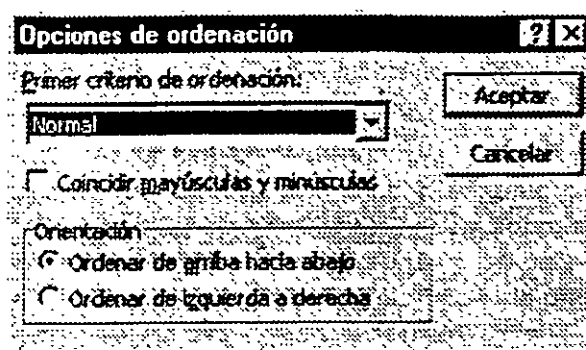 Opciones de ordenación
Primer criterio de ordenación:
Normal
Aceptar
Cancelar
Coincidir mayúsculas y minúsculas
Orientación
Ordenar de arriba hacia abajo
Ordenar de izquierda a derecha